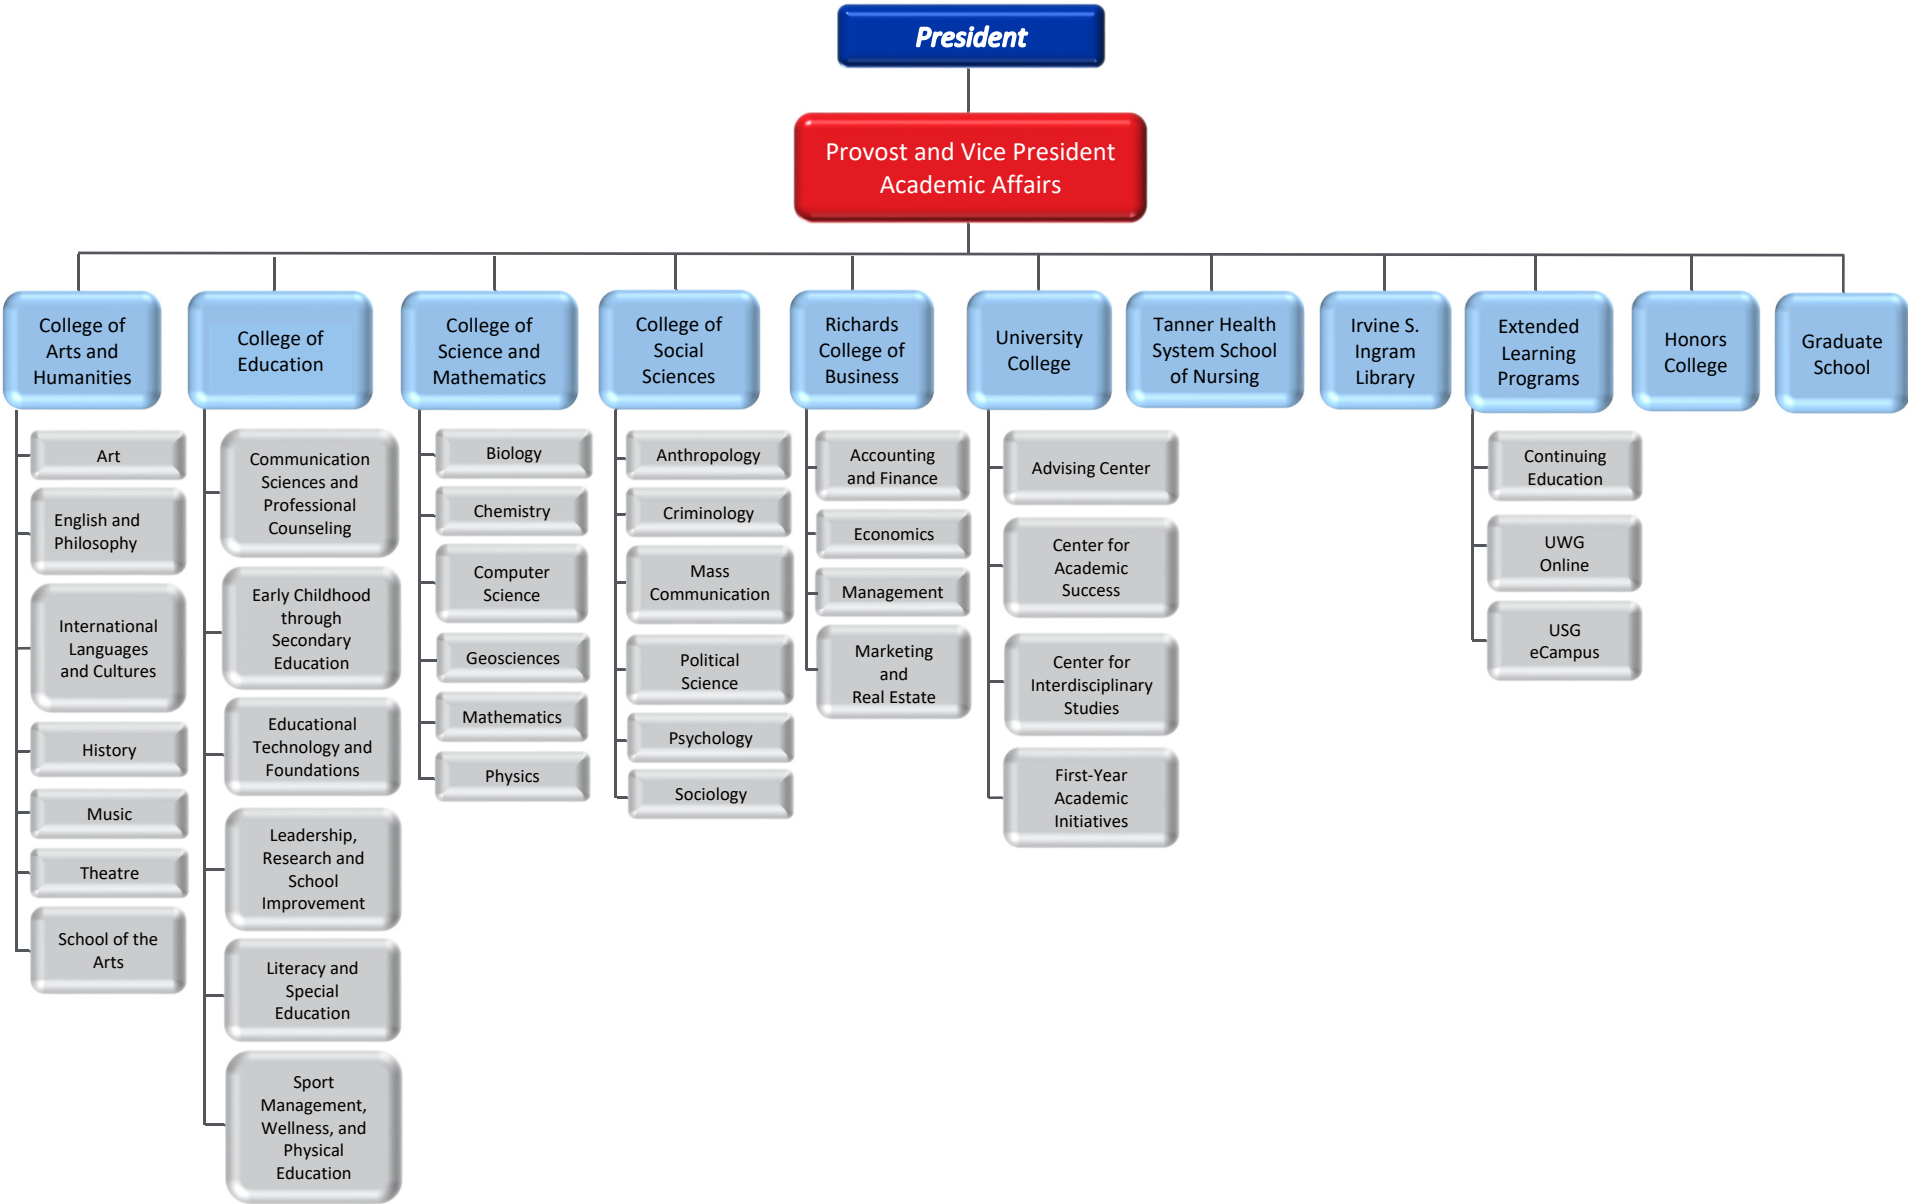 President
Provost and Vice President
Academic Affairs
College of
Arts and
Humanities
College of
Education
College of
Science and
Mathematics
College of
Social
Sciences
Richards
College of
Business
University
College
Tanner Health
System School
of Nursing
Irvine S.
Ingram
Library
Extended
Learning
Programs
Honors
College
Graduate
School
Art
English and
Philosophy
International
Languages
and Cultures
History
Music
Theatre
School of the
Arts
Communication
Sciences and
Professional
Counseling
Early Childhood
through
Secondary
Education
Educational
Technology and
Foundations
Leadership,
Research and
School
Improvement
Literacy and
Special
Education
Sport
Management,
Wellness, and
Physical
Education
Biology
Chemistry
Computer
Science
Geosciences
Mathematics
Physics
Anthropology
Criminology
Mass
Communication
Political
Science
Psychology
Sociology
Accounting
and Finance
Economics
Management
Marketing
and
Real Estate
Advising Center
Center for
Academic
Success
Center for
Interdisciplinary
Studies
First-Year
Academic
Initiatives
Continuing
Education
UWG
Online
USG
eCampus